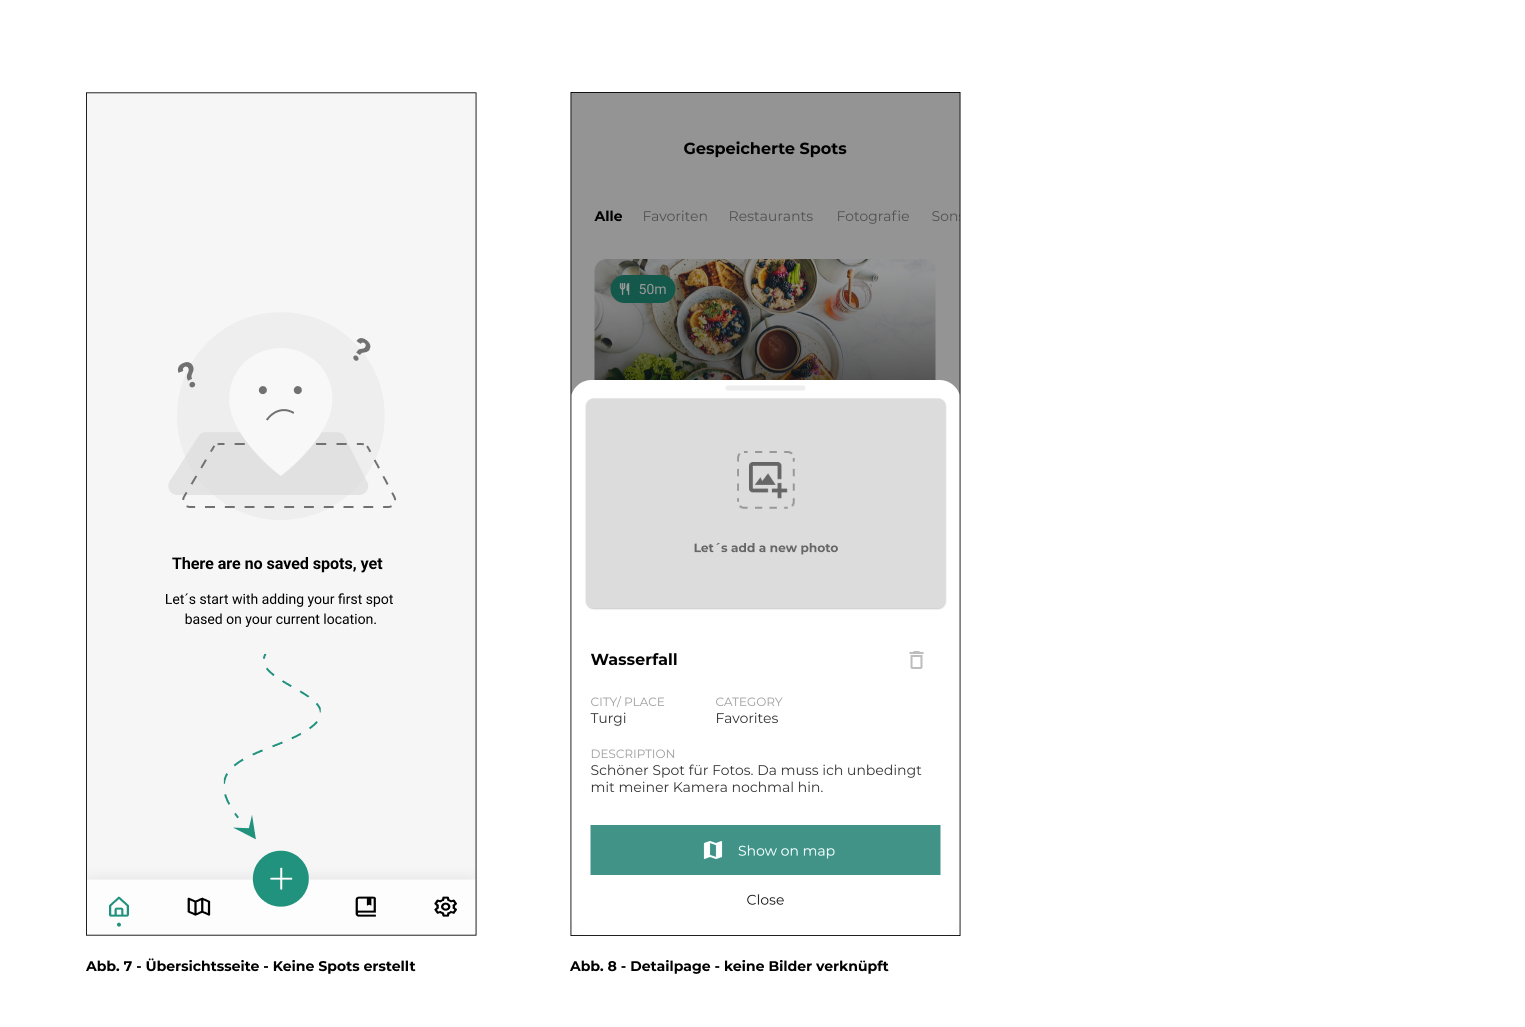 ?
?
There are no saved spots, yet
Let´s start with adding your first spot
based on your current location.
Abb. 7 - Übersichtsseite - Keine Spots erstellt
Gespeicherte Spots
Alle Favoriten Restaurants Fotografie Sons
50m
Let´s add a new photo
Wasserfall
CITY/ PLACE CATEGORY
Turgi Favorites
DESCRIPTION
Schöner Spot für Fotos. Da muss ich unbedingt
mit meiner Kamera nochmal hin.
Show on map
Close
Abb. 8 - Detailpage - keine Bilder verknüpft